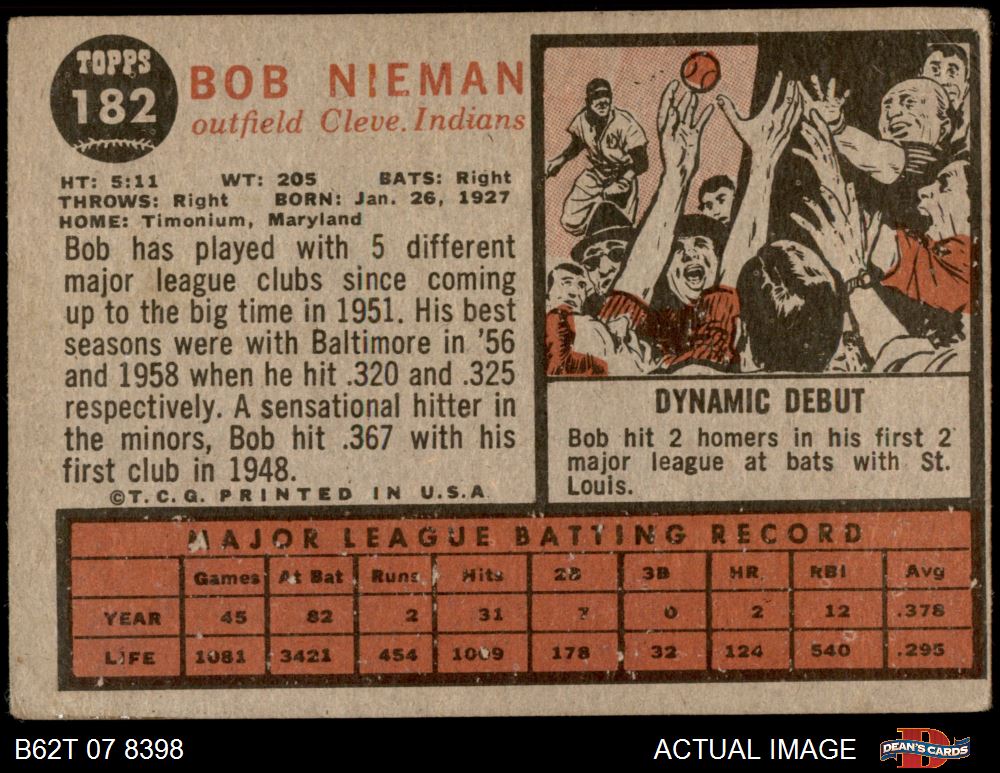 TOPPS
182
BOB NIEMAN
outfield Cleve. Indians
HT: 5:11 WT: 205 BATS: Right
THROWS: Right BORN: Jan. 26, 1927
HOME: Timonium, Maryland
Bob has played with 5 different
major league clubs since coming
up to the big time in 1951. His best
seasons were with Baltimore in '56
and 1958 when he hit .320 and .325
respectively. A sensational hitter in
the minors, Bob hit .367 with his
first club in 1948.
©T.C.G. PRINTED IN U.S.A
DYNAMIC DEBUT
Bob hit 2 homers in his first 2
major league at bats with St.
Louis.
MAJOR LEAGUE BATTING RECORD
Games At Bat Runs Hits 2B 3B HR RBI Avg
YEAR 45 82 2 31 7 0 2 12 .378
LIFE 1081 3421 454 1009 178 32 124 540 .295
B62T 07 8398
ACTUAL IMAGE
DEAN'S CARDS